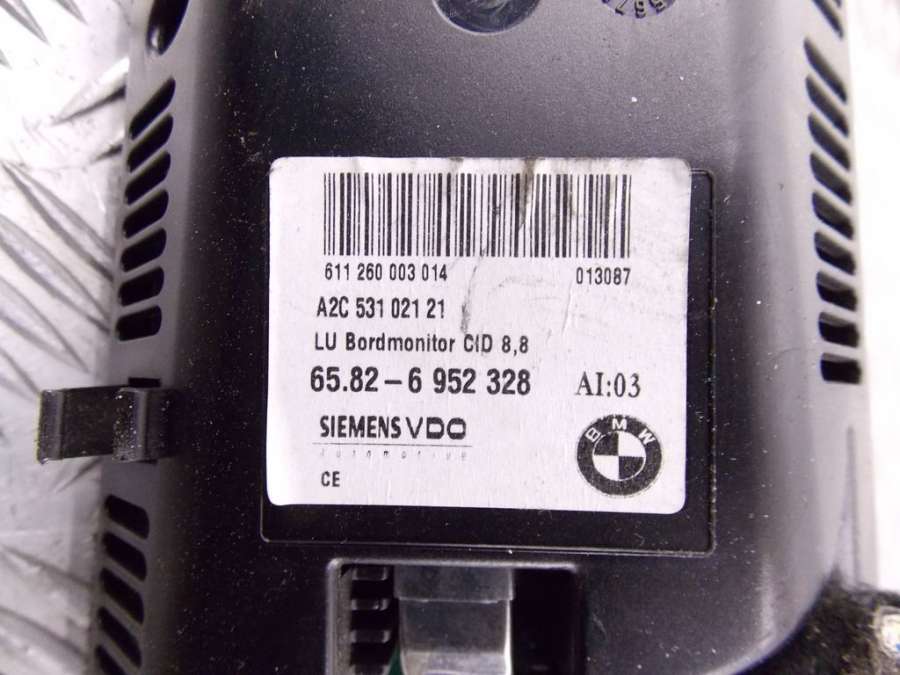 611 260 003 014 013087
A2C 531 021 21
LU Bordmonitor CID 8,8
65.82-6 952 328 AI:03
SIEMENS VDO
Automotive
BMW
CE